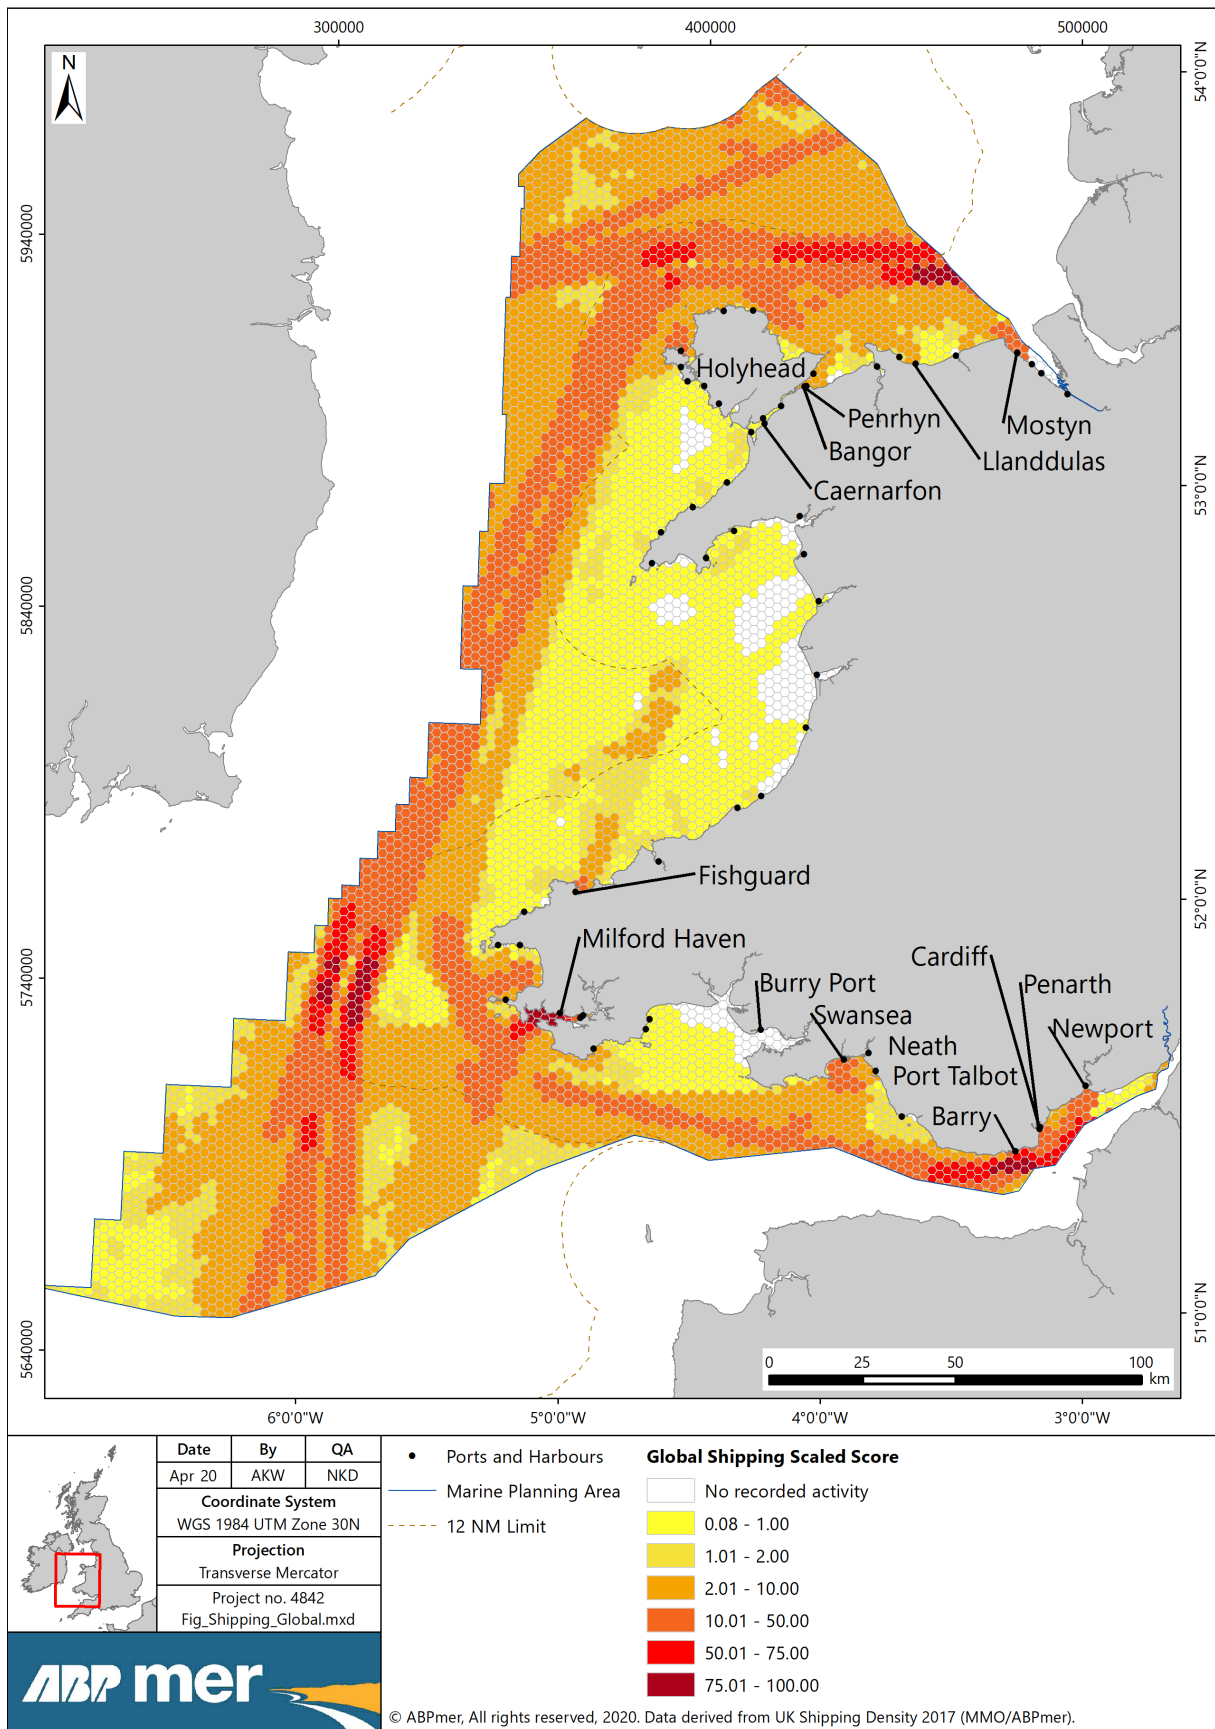 300000
400000
500000
N
54°0'0"N
5940000
Holyhead
Penrhyn
Bangor
Mostyn
Llanddulas
Caernarfon
53°0'0"N
5840000
Fishguard
52°0'0"N
Milford Haven
Cardiff
Penarth
5740000
Burry Port
Swansea
Newport
Neath
Port Talbot
Barry
51°0'0"N
5640000
0
25
50
100
km
6°0'0"W
5°0'0"W
4°0'0"W
3°0'0"W
Date
By
QA
Apr 20
AKW
NKD
Coordinate System
WGS 1984 UTM Zone 30N
Projection
Transverse Mercator
Project no. 4842
Fig_Shipping_Global.mxd
ABP mer
Ports and Harbours
Marine Planning Area
12 NM Limit
Global Shipping Scaled Score
No recorded activity
0.08 - 1.00
1.01 - 2.00
2.01 - 10.00
10.01 - 50.00
50.01 - 75.00
75.01 - 100.00
© ABPmer, All rights reserved, 2020. Data derived from UK Shipping Density 2017 (MMO/ABPmer).